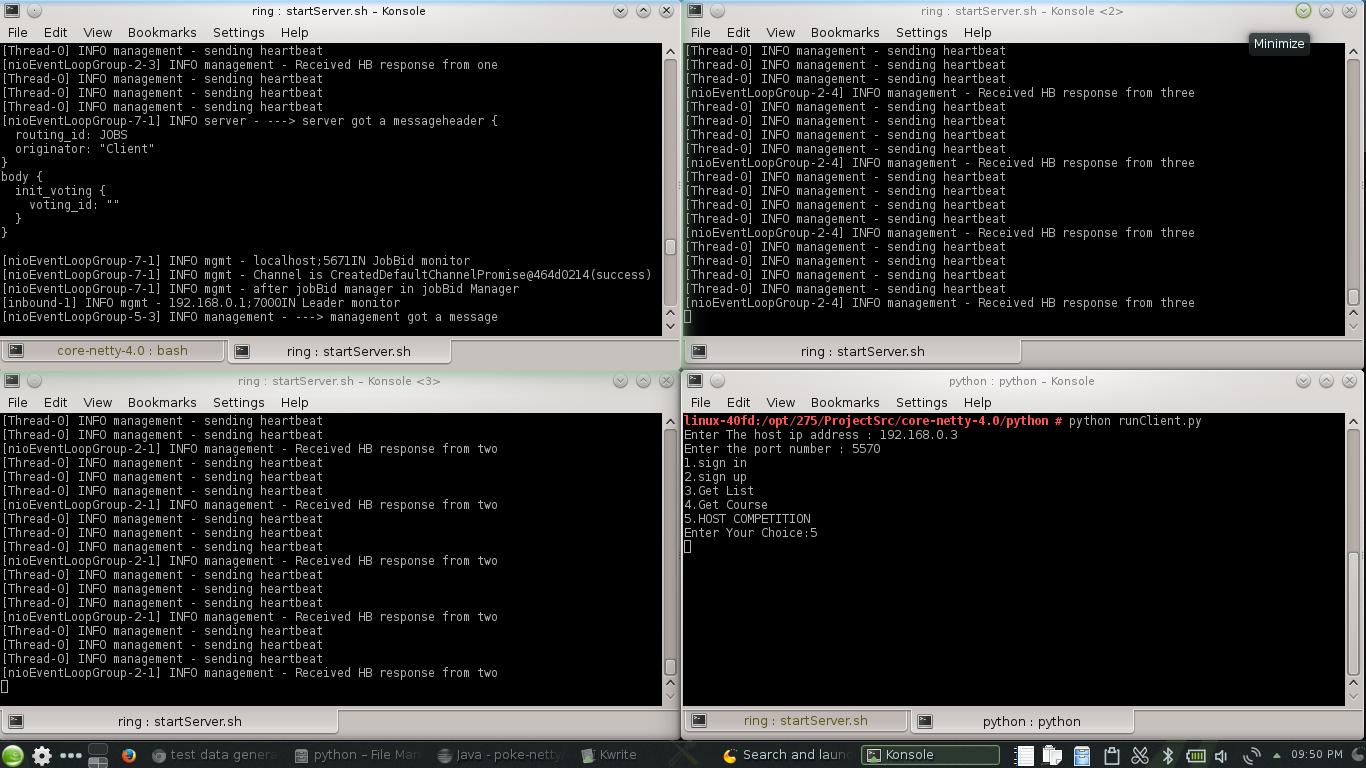 ring : startServer.sh – Konsole
File Edit View Bookmarks Settings Help
[Thread-0] INFO management - sending heartbeat
[nioEventLoopGroup-2-3] INFO management - Received HB response from one
[Thread-0] INFO management - sending heartbeat
[Thread-0] INFO management - sending heartbeat
[Thread-0] INFO management - sending heartbeat
[nioEventLoopGroup-7-1] INFO server - ---> server got a messageheader {
  routing_id: JOBS
  originator: "Client"
}
body {
  init_voting {
    voting_id: ""
  }
}
[nioEventLoopGroup-7-1] INFO mgmt - localhost;5671IN JobBid monitor
[nioEventLoopGroup-7-1] INFO mgmt - Channel is CreatedDefaultChannelPromise@464d0214(success)
[nioEventLoopGroup-7-1] INFO mgmt - after jobBid manager in jobBid Manager
[inbound-1] INFO mgmt - 192.168.0.1;7000IN Leader monitor
[nioEventLoopGroup-5-3] INFO management - ---> management got a message
core-netty-4.0 : bash
ring : startServer.sh
ring : startServer.sh – Konsole <2>
File Edit View Bookmarks Settings Help
Minimize
[Thread-0] INFO management - sending heartbeat
[Thread-0] INFO management - sending heartbeat
[Thread-0] INFO management - sending heartbeat
[nioEventLoopGroup-2-4] INFO management - Received HB response from three
[Thread-0] INFO management - sending heartbeat
[Thread-0] INFO management - sending heartbeat
[Thread-0] INFO management - sending heartbeat
[Thread-0] INFO management - sending heartbeat
[nioEventLoopGroup-2-4] INFO management - Received HB response from three
[Thread-0] INFO management - sending heartbeat
[Thread-0] INFO management - sending heartbeat
[Thread-0] INFO management - sending heartbeat
[Thread-0] INFO management - sending heartbeat
[nioEventLoopGroup-2-4] INFO management - Received HB response from three
[Thread-0] INFO management - sending heartbeat
[Thread-0] INFO management - sending heartbeat
[Thread-0] INFO management - sending heartbeat
[Thread-0] INFO management - sending heartbeat
[nioEventLoopGroup-2-4] INFO management - Received HB response from three
ring : startServer.sh
ring : startServer.sh – Konsole <3>
File Edit View Bookmarks Settings Help
[Thread-0] INFO management - sending heartbeat
[Thread-0] INFO management - sending heartbeat
[nioEventLoopGroup-2-1] INFO management - Received HB response from two
[Thread-0] INFO management - sending heartbeat
[Thread-0] INFO management - sending heartbeat
[Thread-0] INFO management - sending heartbeat
[nioEventLoopGroup-2-1] INFO management - Received HB response from two
[Thread-0] INFO management - sending heartbeat
[Thread-0] INFO management - sending heartbeat
[Thread-0] INFO management - sending heartbeat
[nioEventLoopGroup-2-1] INFO management - Received HB response from two
[Thread-0] INFO management - sending heartbeat
[Thread-0] INFO management - sending heartbeat
[Thread-0] INFO management - sending heartbeat
[nioEventLoopGroup-2-1] INFO management - Received HB response from two
[Thread-0] INFO management - sending heartbeat
[Thread-0] INFO management - sending heartbeat
[Thread-0] INFO management - sending heartbeat
[nioEventLoopGroup-2-1] INFO management - Received HB response from two
ring : startServer.sh
python : python – Konsole
File Edit View Bookmarks Settings Help
linux-40fd:/opt/275/ProjectSrc/core-netty-4.0/python # python runClient.py
Enter The host ip address : 192.168.0.3
Enter the port number : 5570
1.sign in
2.sign up
3.Get List
4.Get Course
5.HOST COMPETITION
Enter Your Choice:5
ring : startServer.sh
python : python
test data genera
python – File Man
Java - poke-netty
Kwrite
Search and laun
Konsole
09:50 PM